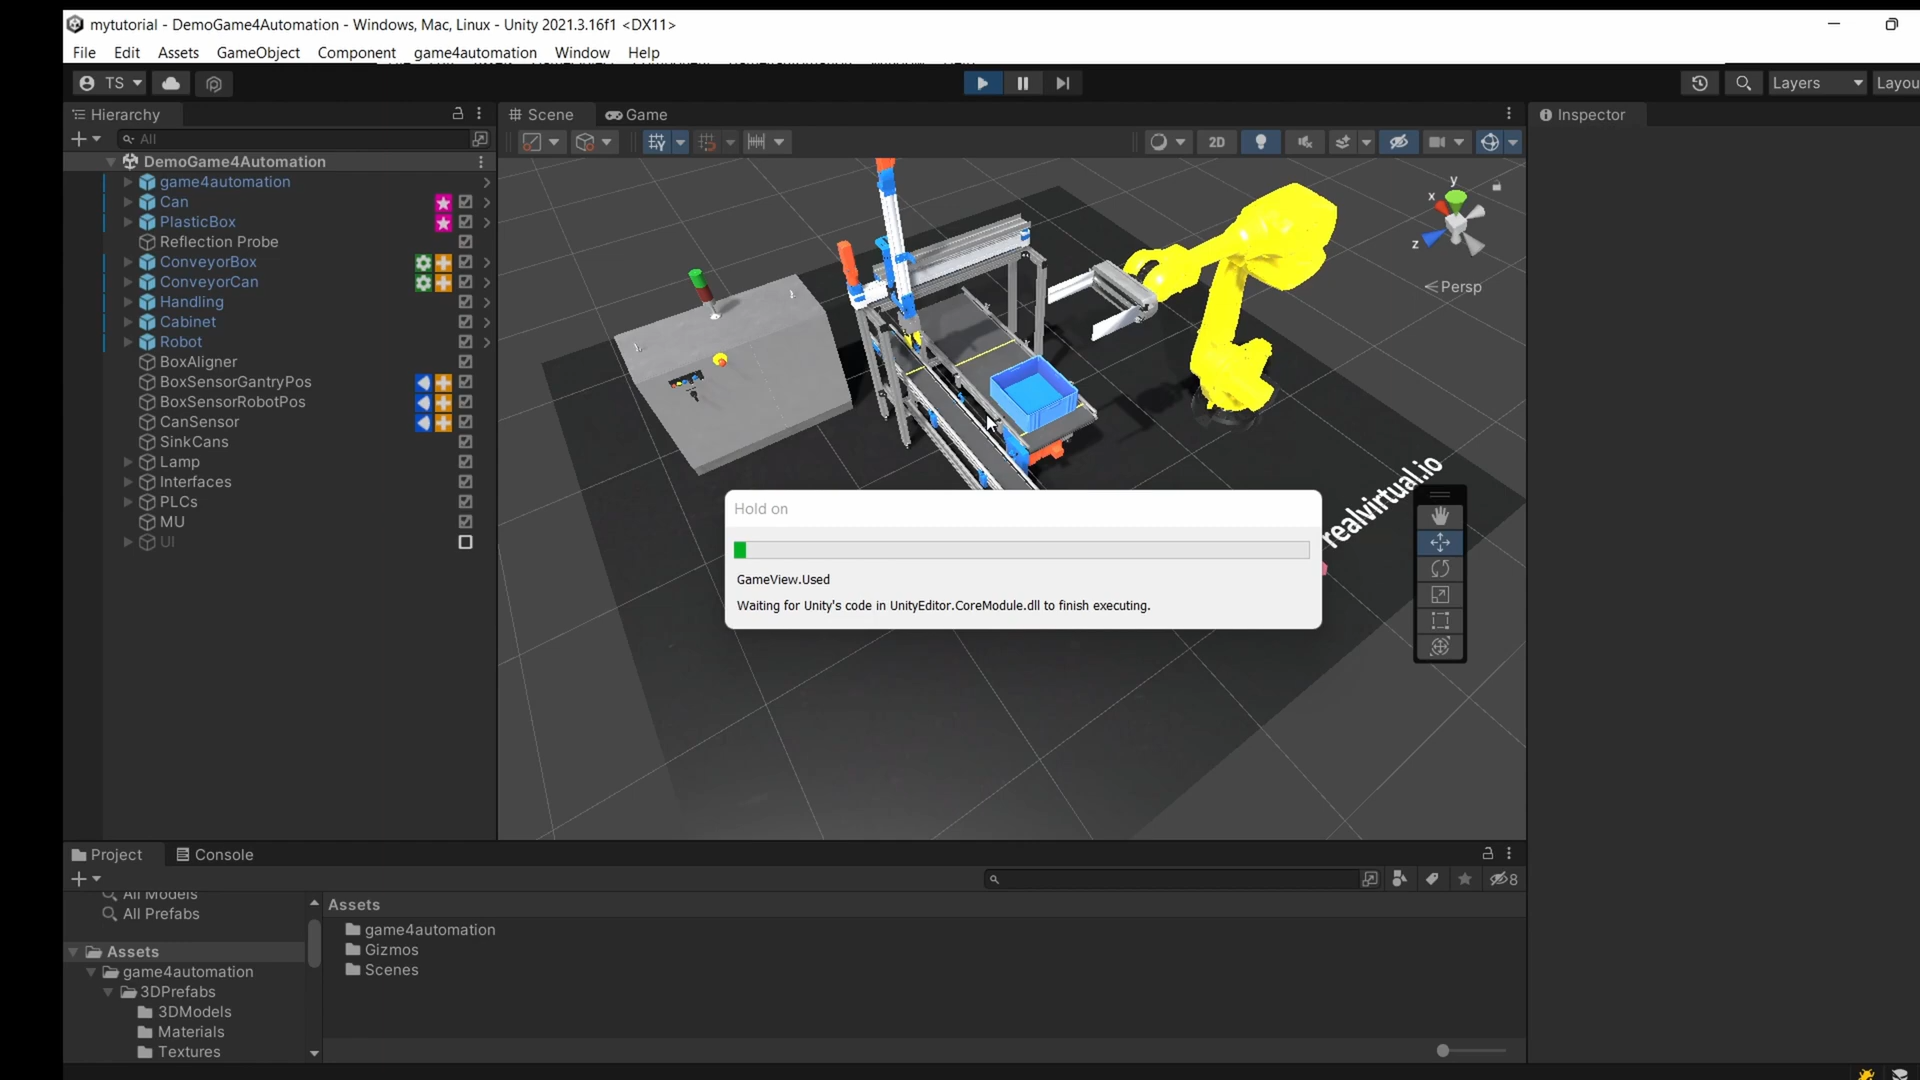 mytutorial - DemoGame4Automation - Windows, Mac, Linux - Unity 2021.3.16f1 <DX11>
File Edit Assets GameObject Component game4automation Window Help
TS
Layers
Layou
Hierarchy
Scene
Game
Inspector
All
2D
DemoGame4Automation
game4automation
Can
PlasticBox
Reflection Probe
ConveyorBox
ConveyorCan
Handling
Cabinet
Robot
BoxAligner
BoxSensorGantryPos
BoxSensorRobotPos
CanSensor
SinkCans
Lamp
Interfaces
PLCs
MU
UI
y
x
z
Persp
realvirtual.io
Hold on
GameView.Used
Waiting for Unity's code in UnityEditor.CoreModule.dll to finish executing.
Project
Console
8
All Models
All Prefabs
Assets
game4automation
3DPrefabs
3DModels
Materials
Textures
Assets
game4automation
Gizmos
Scenes